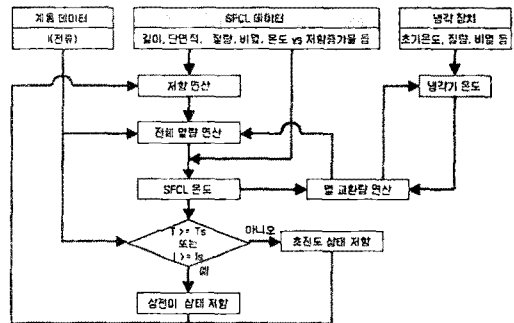 계통 데이터
I(전류)
SFCL 데이터
길이, 단면적, 질량, 비열, 온도 vs 저항증가율 등
냉각 장치
초기온도, 질량, 비열 등
저항 연산
냉각기 온도
전체 열량 연산
SFCL 온도
열 교환량 연산
T >= Ts
또는
I >= Is
아니오
초전도 상태 저항
예
상전이 상태 저항